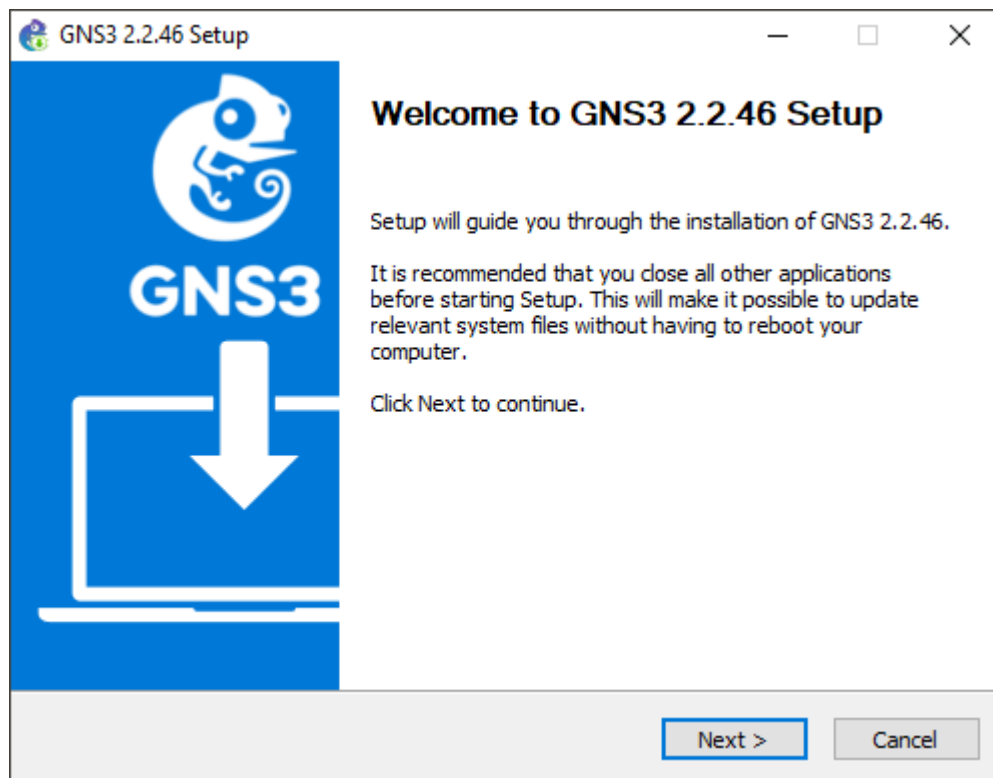 GNS3 2.2.46 Setup
GNS3
Welcome to GNS3 2.2.46 Setup
Setup will guide you through the installation of GNS3 2.2.46.
It is recommended that you close all other applications
before starting Setup. This will make it possible to update
relevant system files without having to reboot your
computer.
Click Next to continue.
Next >
Cancel